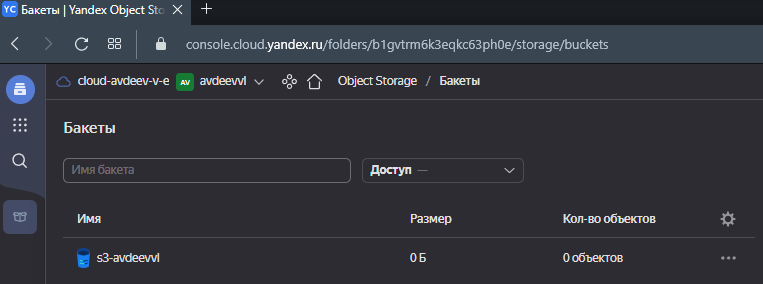 YC Бакеты | Yandex Object Sto
console.cloud.yandex.ru/folders/b1gvtrm6k3eqkc63ph0e/storage/buckets
cloud-avdeev-v-e AV avdeevvl Object Storage / Бакеты
Бакеты
Имя бакета Доступ —
Имя Размер Кол-во объектов
s3-avdeevvl 0 Б 0 объектов